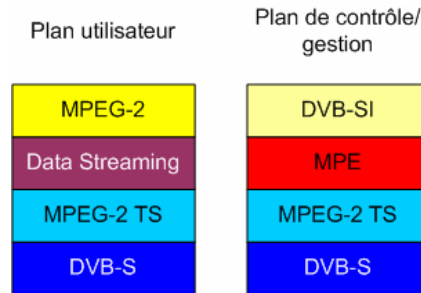 Plan utilisateur
MPEG-2
Data Streaming
MPEG-2 TS
DVB-S
Plan de contrôle/
gestion
DVB-SI
MPE
MPEG-2 TS
DVB-S